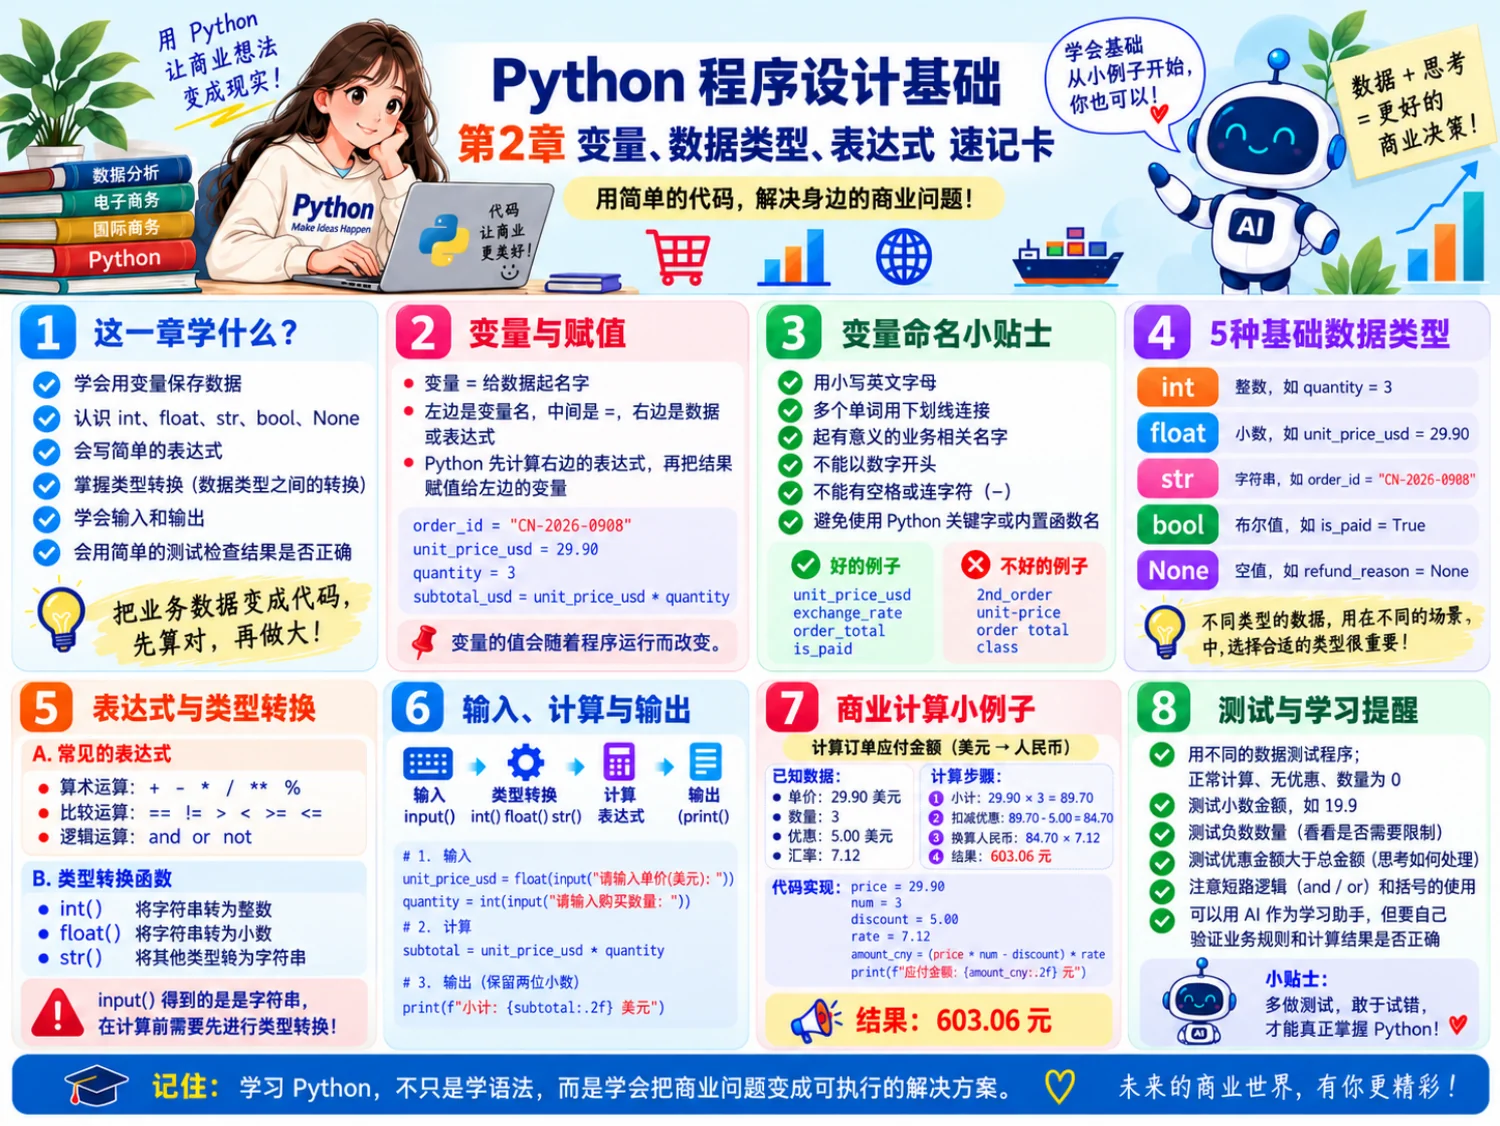 用 Python
让商业想法
变成现实！
数据分析
电子商务
国际商务
Python
Python
Make Ideas Happen
代码
让商业
更美好！
Python 程序设计基础
第2章 变量、数据类型、表达式 速记卡
用简单的代码，解决身边的商业问题！
学会基础
从小例子开始，
你也可以！
AI
数据 + 思考
= 更好的
商业决策！
1 这一章学什么？
学会用变量保存数据
认识 int、float、str、bool、None
会写简单的表达式
掌握类型转换（数据类型之间的转换）
学会输入和输出
会用简单的测试检查结果是否正确
把业务数据变成代码，
先算对，再做大！
2 变量与赋值
变量 = 给数据起名字
左边是变量名，中间是 =，右边是数据
或表达式
Python 先计算右边的表达式，再把结果
赋值给左边的变量
order_id = "CN-2026-0908"
unit_price_usd = 29.90
quantity = 3
subtotal_usd = unit_price_usd * quantity
变量的值会随着程序运行而改变。
3 变量命名小贴士
用小写英文字母
多个单词用下划线连接
起有意义的业务相关名字
不能以数字开头
不能有空格或连字符（-）
避免使用 Python 关键字或内置函数名
好的例子
unit_price_usd
exchange_rate
order_total
is_paid
不好的例子
2nd_order
unit-price
order total
class
4 5种基础数据类型
int 整数，如 quantity = 3
float 小数，如 unit_price_usd = 29.90
str 字符串，如 order_id = "CN-2026-0908"
bool 布尔值，如 is_paid = True
None 空值，如 refund_reason = None
不同类型的数据，用在不同的场景，
中，选择合适的类型很重要！
5 表达式与类型转换
A. 常见的表达式
算术运算： + - * / ** %
比较运算： == != > < >= <=
逻辑运算： and or not
B. 类型转换函数
int() 将字符串转为整数
float() 将字符串转为小数
str() 将其他类型转为字符串
input() 得到的是是字符串，
在计算前需要先进行类型转换！
6 输入、计算与输出
输入 类型转换 计算 输出
input() int() float() str() 表达式 (print()
# 1. 输入
unit_price_usd = float(input("请输入单价(美元)："))
quantity = int(input("请输入购买数量："))
# 2. 计算
subtotal = unit_price_usd * quantity
# 3. 输出（保留两位小数）
print(f"小计：{subtotal:.2f} 美元")
7 商业计算小例子
计算订单应付金额（美元 → 人民币）
已知数据：
单价：29.90 美元
数量：3
优惠：5.00 美元
汇率：7.12
计算步骤：
1 小计：29.90 × 3 = 89.70
2 扣减优惠：89.70 - 5.00 = 84.70
3 换算人民币：84.70 × 7.12
4 结果：603.06 元
代码实现： price = 29.90
num = 3
discount = 5.00
rate = 7.12
amount_cny = (price * num - discount) * rate
print(f"应付金额：{amount_cny:.2f} 元")
结果：603.06 元
8 测试与学习提醒
用不同的数据测试程序；
正常计算、无优惠、数量为 0
测试小数金额，如 19.9
测试负数数量（看看是否需要限制）
测试优惠金额大于总金额（思考如何处理）
注意短路逻辑（and / or）和括号的使用
可以用 AI 作为学习助手，但要自己
验证业务规则和计算结果是否正确
AI
小贴士：
多做测试，敢于试错，
才能真正掌握 Python！
记住： 学习 Python，不只是学语法，而是学会把商业问题变成可执行的解决方案。 未来的商业世界，有你更精彩！